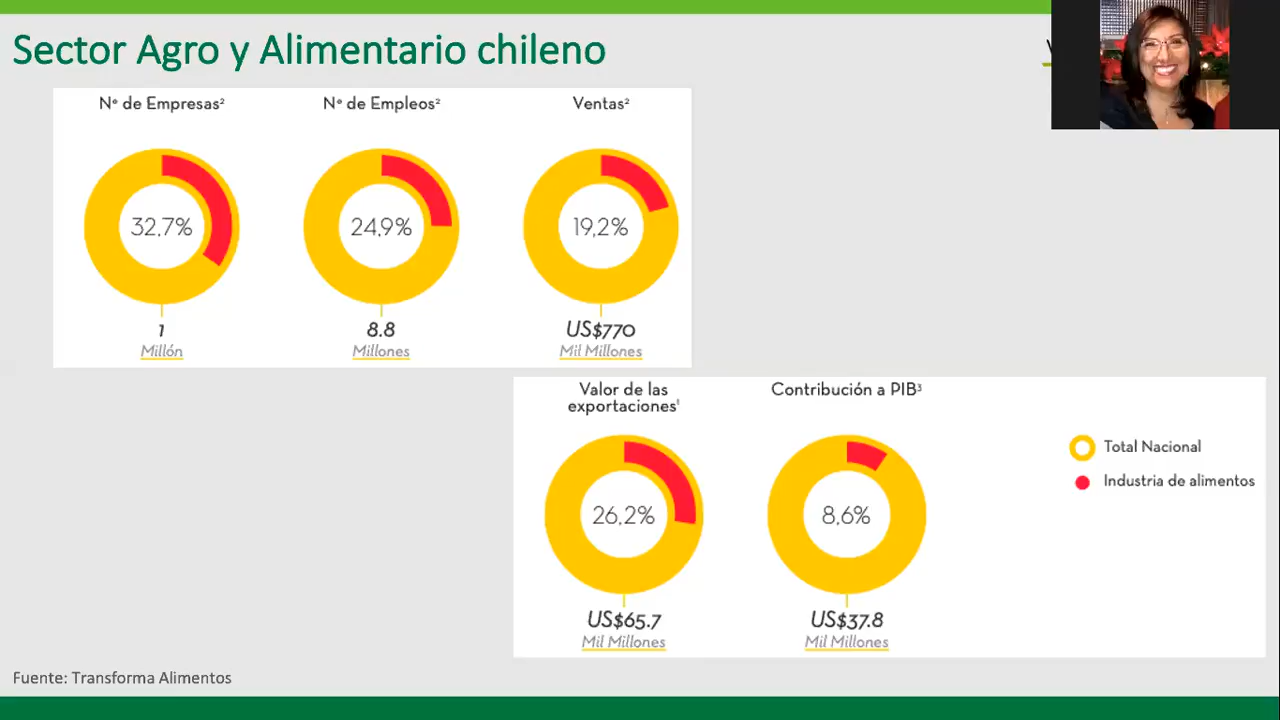 Sector Agro y Alimentario chileno
Nº de Empresas²
Nº de Empleos²
Ventas²
32,7%
24,9%
19,2%
1
Millón
8.8
Millones
US$770
Mil Millones
Valor de las
exportaciones¹
Contribución a PIB³
26,2%
8,6%
US$65.7
Mil Millones
US$37.8
Mil Millones
Total Nacional
Industria de alimentos
Fuente: Transforma Alimentos